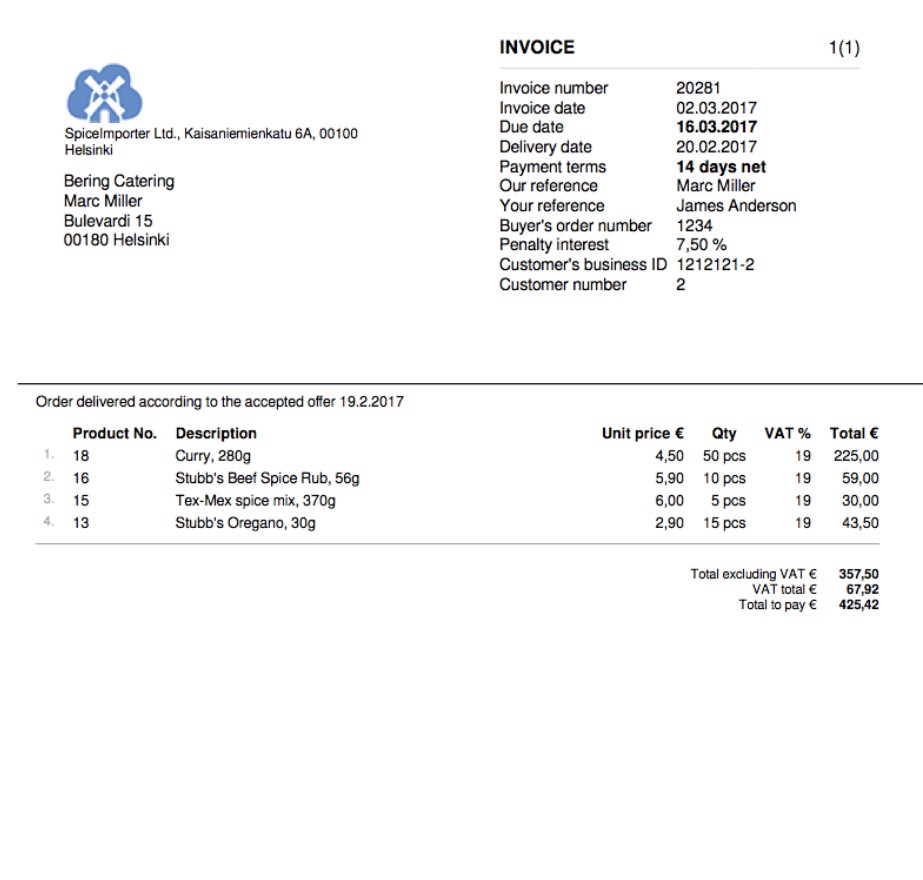 INVOICE 1(1)
Invoice number 20281
Invoice date 02.03.2017
Due date 16.03.2017
Delivery date 20.02.2017
Payment terms 14 days net
Our reference Marc Miller
Your reference James Anderson
Buyer's order number 1234
Penalty interest 7,50 %
Customer's business ID 1212121-2
Customer number 2
SpiceImporter Ltd., Kaisaniemienkatu 6A, 00100
Helsinki
Bering Catering
Marc Miller
Bulevardi 15
00180 Helsinki
Order delivered according to the accepted offer 19.2.2017
Product No. Description Unit price € Qty VAT % Total €
1. 18 Curry, 280g 4,50 50 pcs 19 225,00
2. 16 Stubb's Beef Spice Rub, 56g 5,90 10 pcs 19 59,00
3. 15 Tex-Mex spice mix, 370g 6,00 5 pcs 19 30,00
4. 13 Stubb's Oregano, 30g 2,90 15 pcs 19 43,50
Total excluding VAT € 357,50
VAT total € 67,92
Total to pay € 425,42